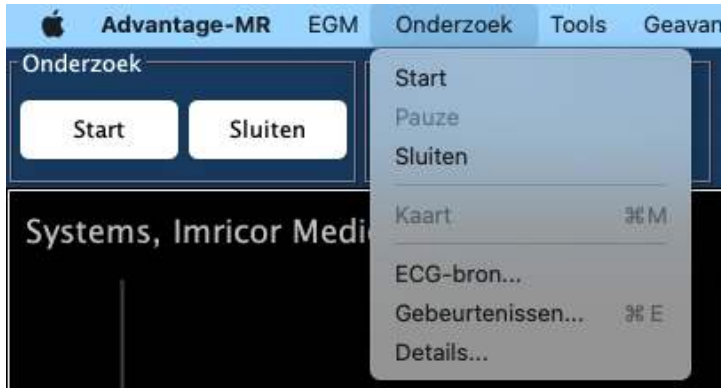 Advantage-MR EGM Onderzoek Tools Geavan
Onderzoek
Start Sluiten
Start
Pauze
Sluiten
Kaart ⌘M
ECG-bron...
Gebeurtenissen... ⌘E
Details...
Systems, Imricor Medi